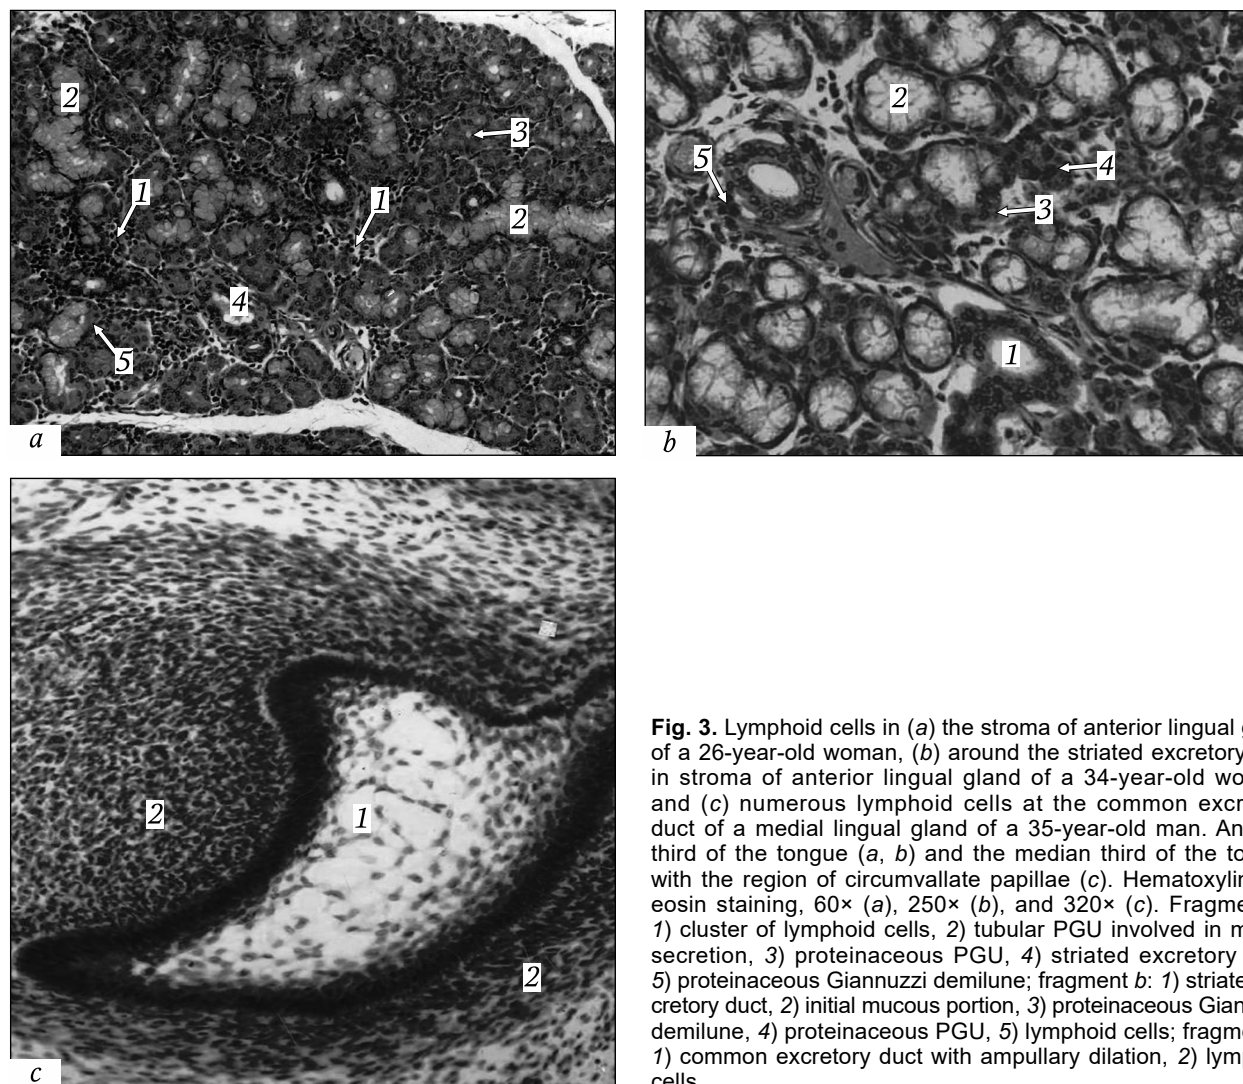 2
3
1
1
2
4
5
a
2
5
4
3
1
b
1
2
2
c
Fig. 3. Lymphoid cells in (a) the stroma of anterior lingual
of a 26-year-old woman, (b) around the striated excretory
in stroma of anterior lingual gland of a 34-year-old wo
and (c) numerous lymphoid cells at the common excr
duct of a medial lingual gland of a 35-year-old man. An
third of the tongue (a, b) and the median third of the to
with the region of circumvallate papillae (c). Hematoxylin
eosin staining, 60× (a), 250× (b), and 320× (c). Fragme
1) cluster of lymphoid cells, 2) tubular PGU involved in m
secretion, 3) proteinaceous PGU, 4) striated excretory
5) proteinaceous Giannuzzi demilune; fragment b: 1) striate
cretory duct, 2) initial mucous portion, 3) proteinaceous Gian
demilune, 4) proteinaceous PGU, 5) lymphoid cells; fragme
1) common excretory duct with ampullary dilation, 2) lymp
cells